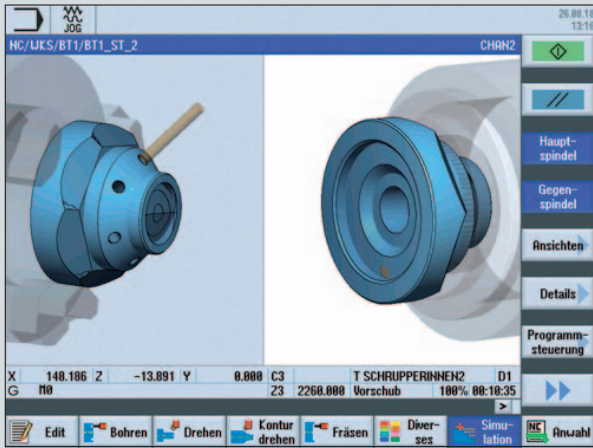 JOG
26.08.10
13:16
NC/WKS/BT1/BT1_ST_2 CHAN2
Haupt-
spindel
Gegen-
spindel
Ansichten
Details
Programm-
steuerung
X 148.186 Z -13.891 Y 0.000 C3 T SCHRUPPERINNEN2 D1
G M0 Z3 2260.000 Vorschub 100% 00:10:35
>
Edit
Bohren
Drehen
Kontur
drehen
Fräsen
Diver-
ses
Simu-
lation
NC Anwahl